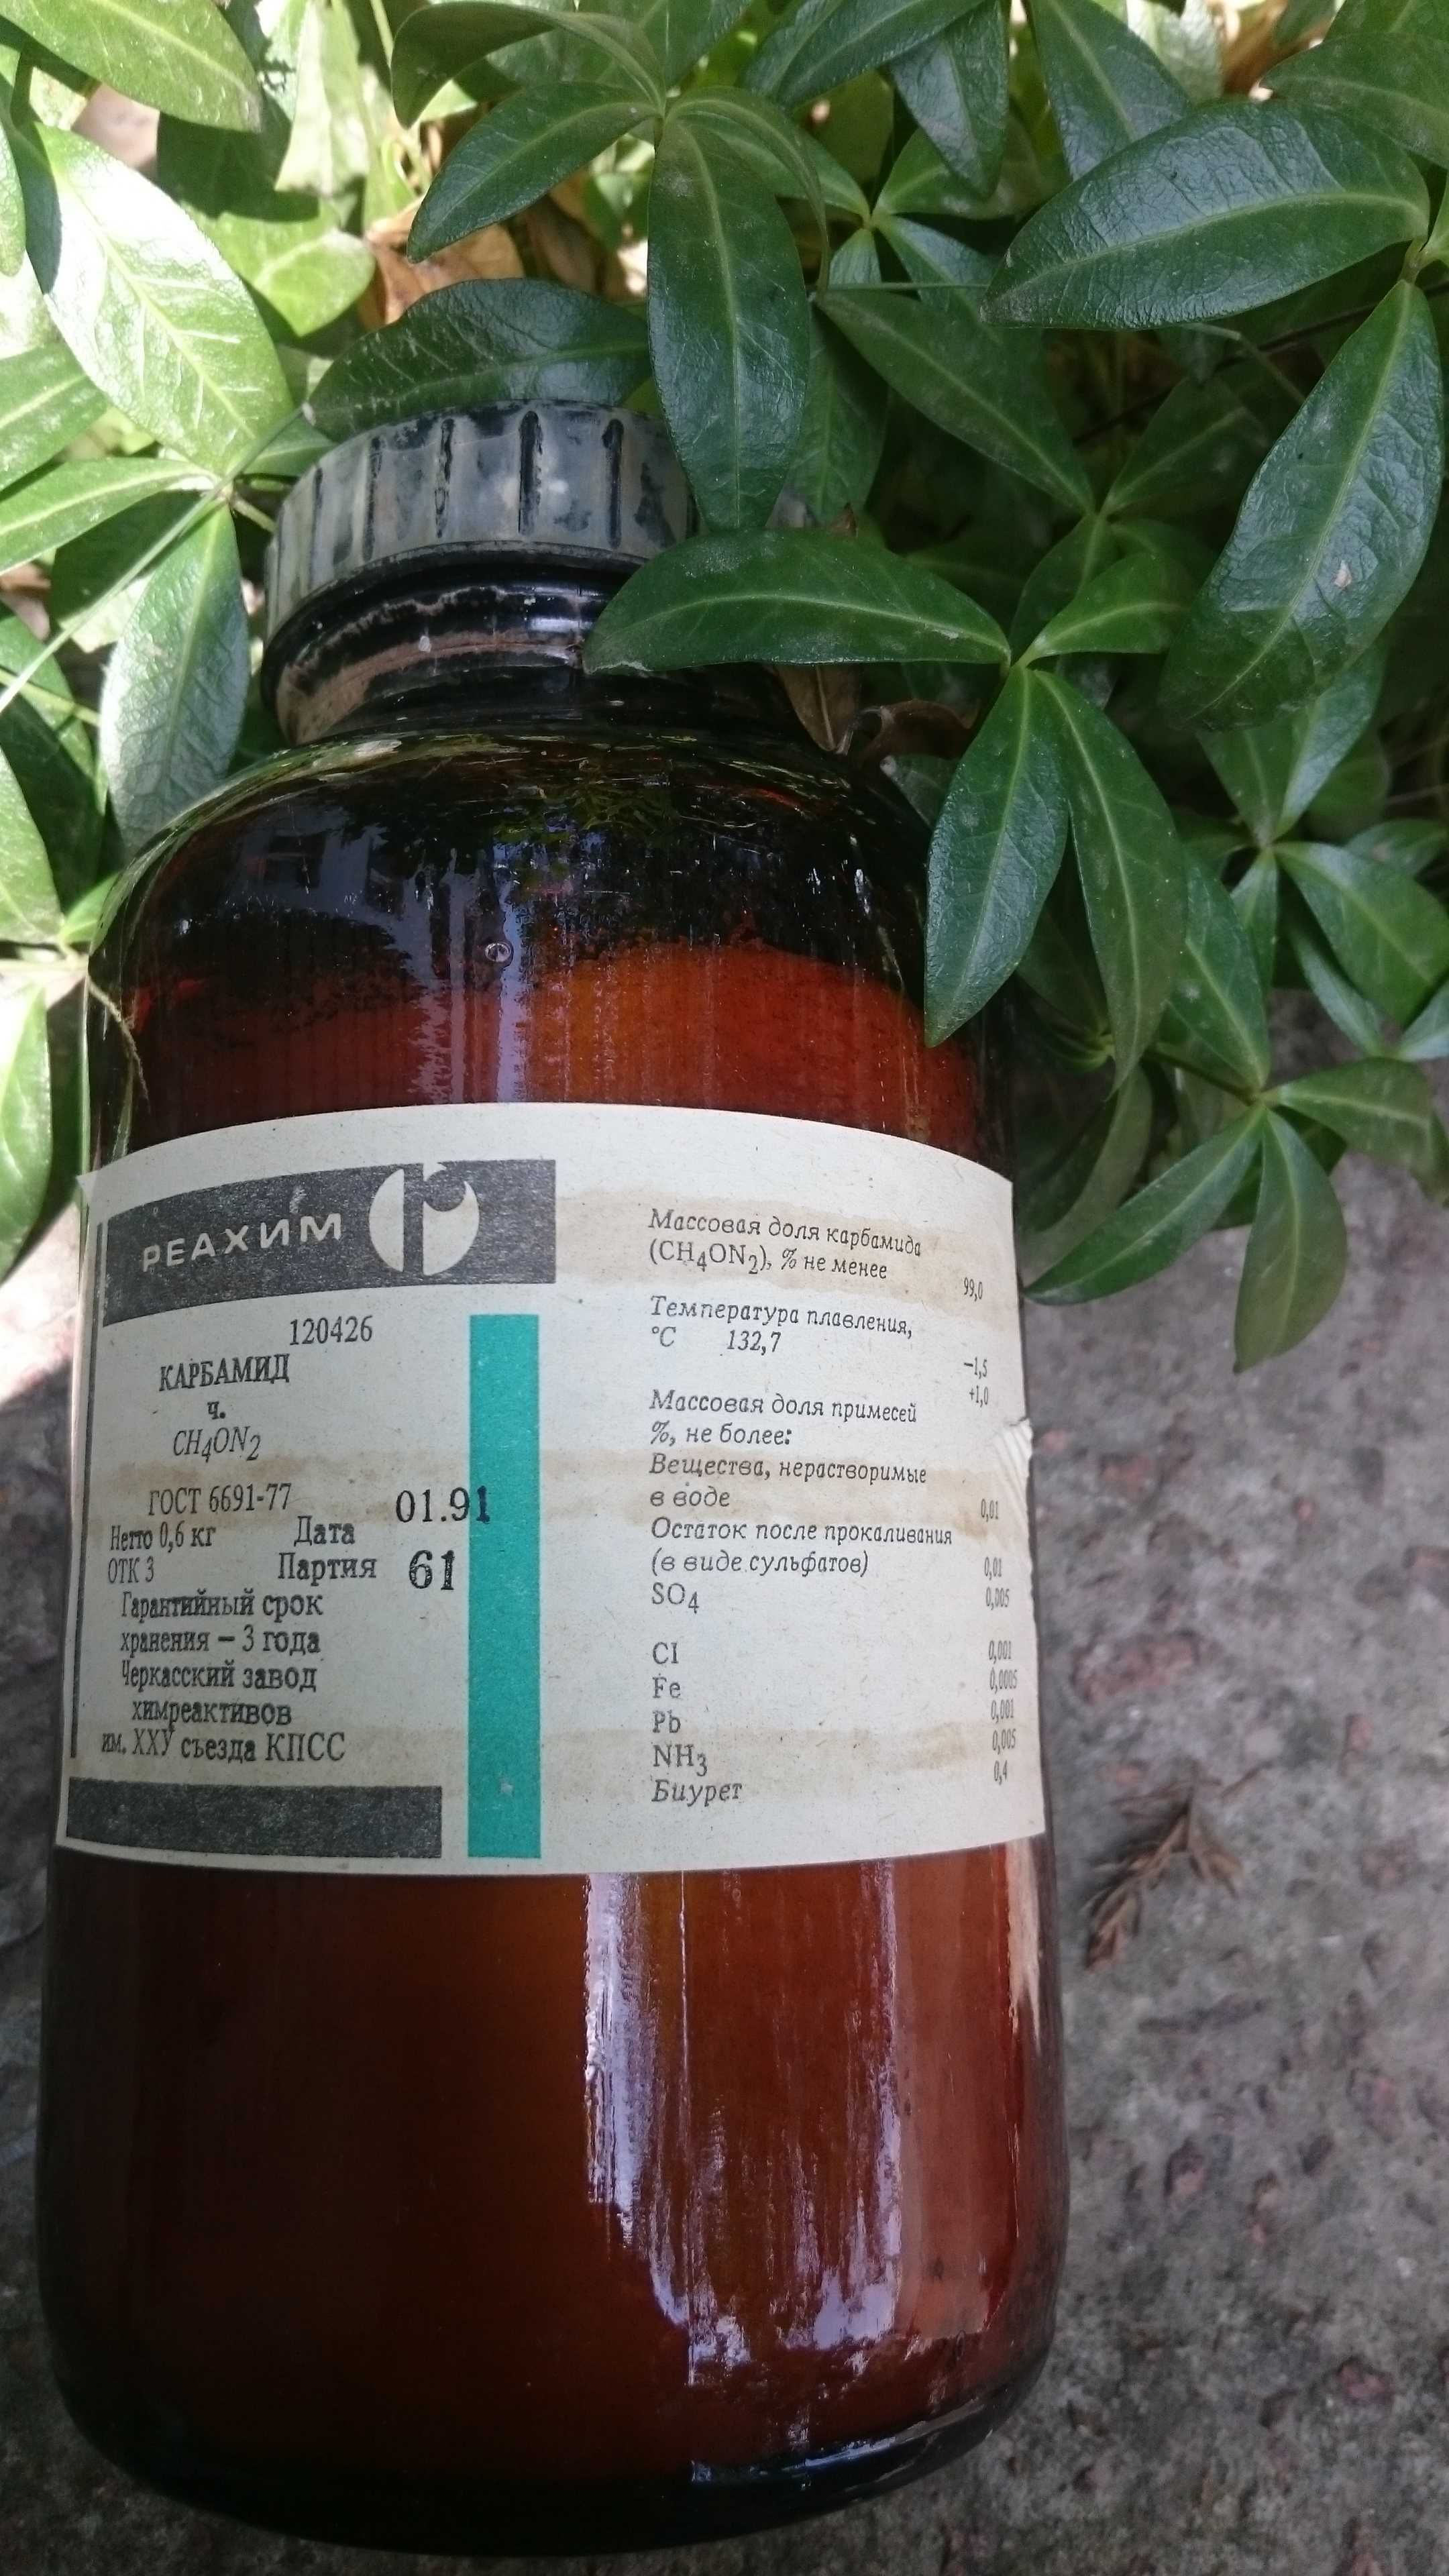 РЕАХИМ
120426
КАРБАМИД
ч.
CH4ON2
ГОСТ 6691-77
01.91
Нетто 0,6 кг Дата
ОТК 3 Партия 61
Гарантийный срок
хранения – 3 года
Черкасский завод
химреактивов
им. ХХУ съезда КПСС
Массовая доля карбамида
(CH4ON2), % не менее 99,0
Температура плавления,
°C 132,7
–1,5
+1,0
Массовая доля примесей
%, не более:
Вещества, нерастворимые
в воде 0,01
Остаток после прокаливания
(в виде сульфатов) 0,01
SO4 0,005
Cl 0,001
Fe 0,0005
Pb 0,001
NH3 0,005
Биурет 0,4